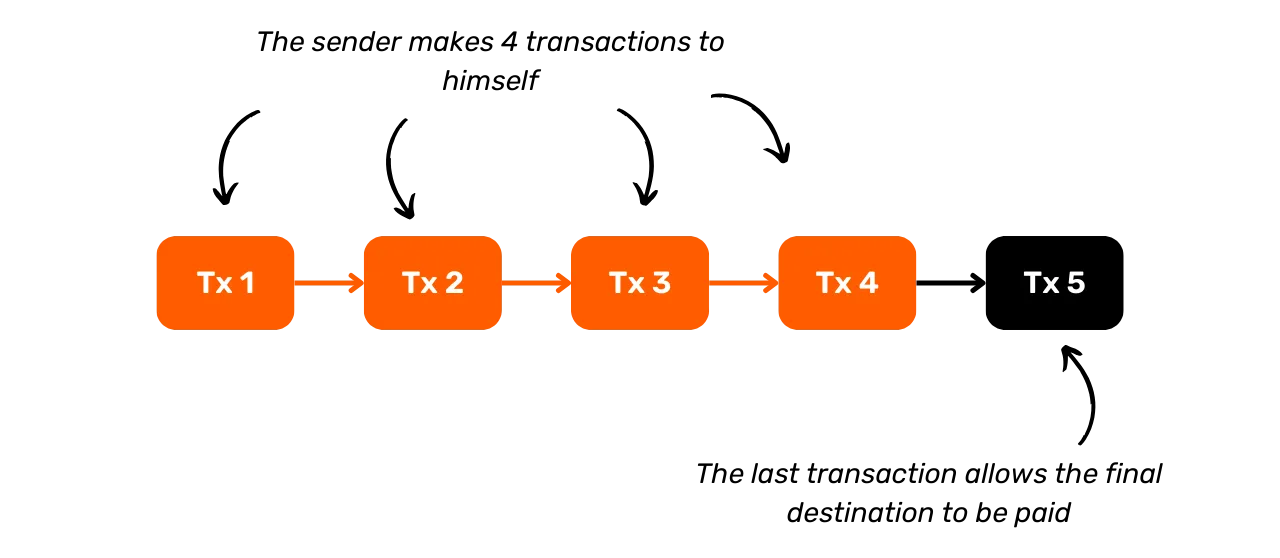 The sender makes 4 transactions to
himself
Tx 1
Tx 2
Tx 3
Tx 4
Tx 5
The last transaction allows the final
destination to be paid